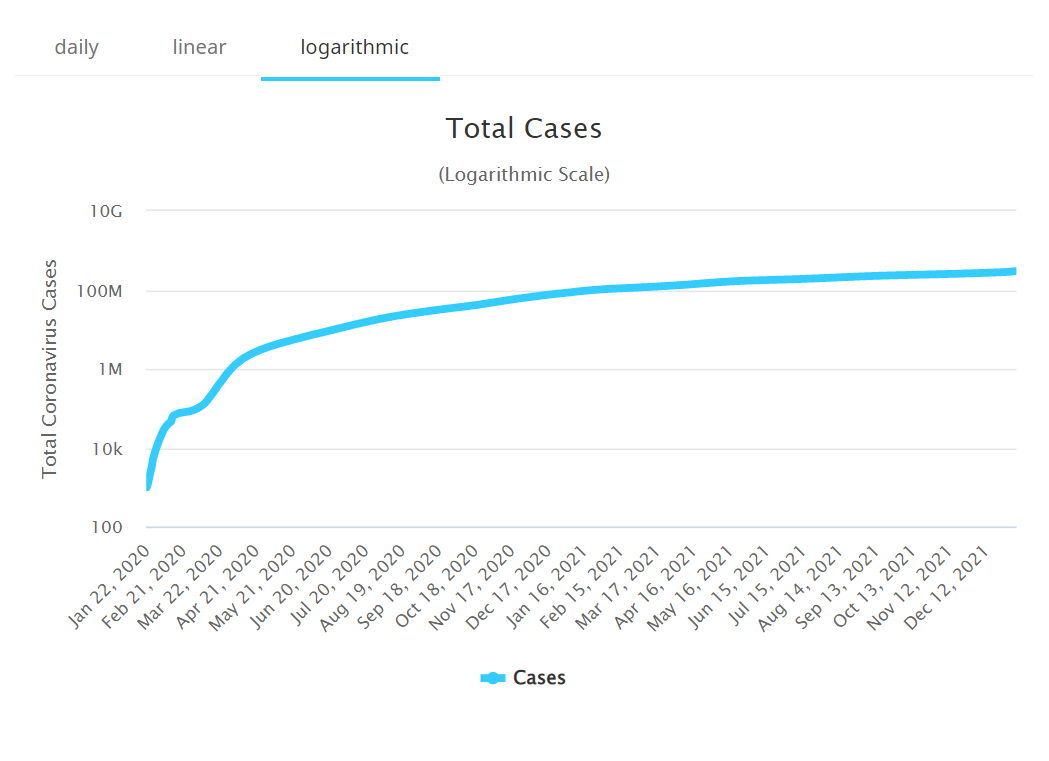 daily linear logarithmic
Total Cases
(Logarithmic Scale)
Total Coronavirus Cases
10G
100M
1M
10k
100
Jan 22, 2020
Feb 21, 2020
Mar 22, 2020
Apr 21, 2020
May 21, 2020
Jun 20, 2020
Jul 20, 2020
Aug 19, 2020
Sep 18, 2020
Oct 18, 2020
Nov 17, 2020
Dec 17, 2020
Jan 16, 2021
Feb 15, 2021
Mar 17, 2021
Apr 16, 2021
May 16, 2021
Jun 15, 2021
Jul 15, 2021
Aug 14, 2021
Sep 13, 2021
Oct 13, 2021
Nov 12, 2021
Dec 12, 2021
Cases